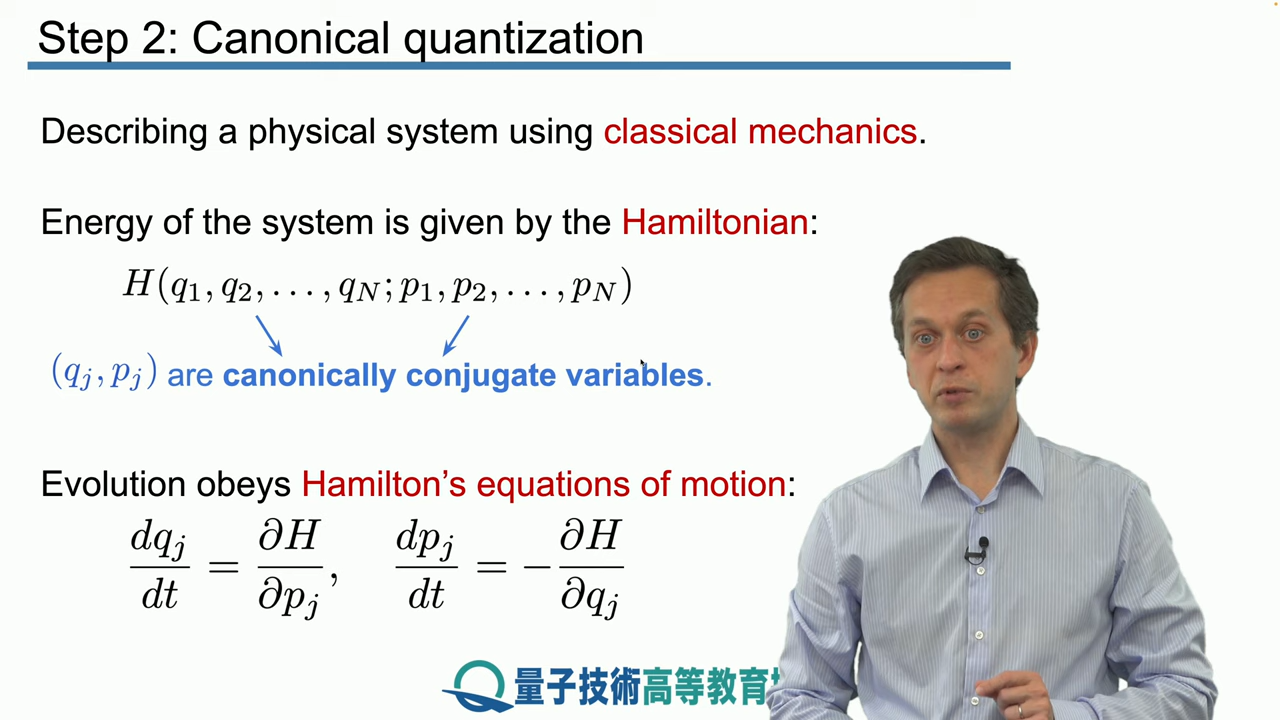 Step 2: Canonical quantization
Describing a physical system using classical mechanics.
Energy of the system is given by the Hamiltonian:
H(q₁, q₂, . . . , q_N; p₁, p₂, . . . , p_N)
(q_j, p_j) are canonically conjugate variables.
Evolution obeys Hamilton’s equations of motion:
dq_j/dt = ∂H/∂p_j, dp_j/dt = −∂H/∂q_j
量子技術高等教育